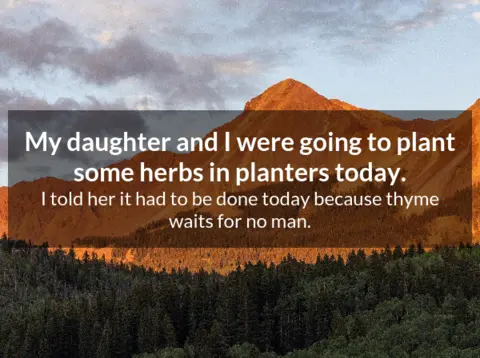 My daughter and I were going to plant
some herbs in planters today.
I told her it had to be done today because thyme
waits for no man.